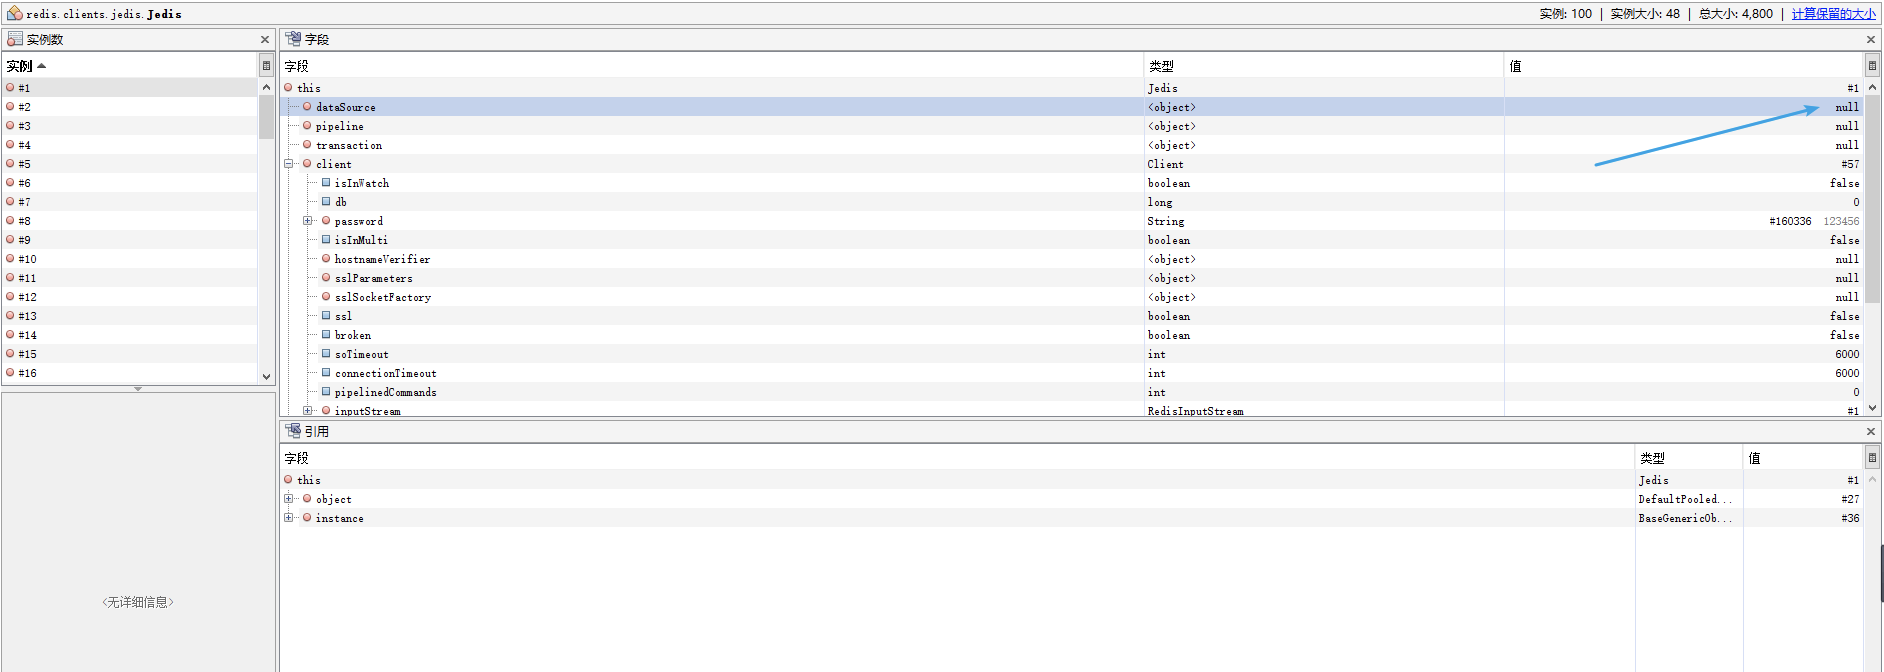 redis.clients.jedis.Jedis
实例: 100 | 实例大小: 48 | 总大小: 4,800 | 计算保留的大小
实例数
实例
#1
#2
#3
#4
#5
#6
#7
#8
#9
#10
#11
#12
#13
#14
#15
#16
<无详细信息>
字段
字段 类型 值
this Jedis #1
dataSource <object> null
pipeline <object> null
transaction <object> null
client Client #57
isInWatch boolean false
db long 0
password String #160336 123456
isInMulti boolean false
hostnameVerifier <object> null
sslParameters <object> null
sslSocketFactory <object> null
ssl boolean false
broken boolean false
soTimeout int 6000
connectionTimeout int 6000
pipelinedCommands int 0
inputStream RedisInputStream #1
引用
字段 类型 值
this Jedis #1
object DefaultPooled... #27
instance BaseGenericOb... #36